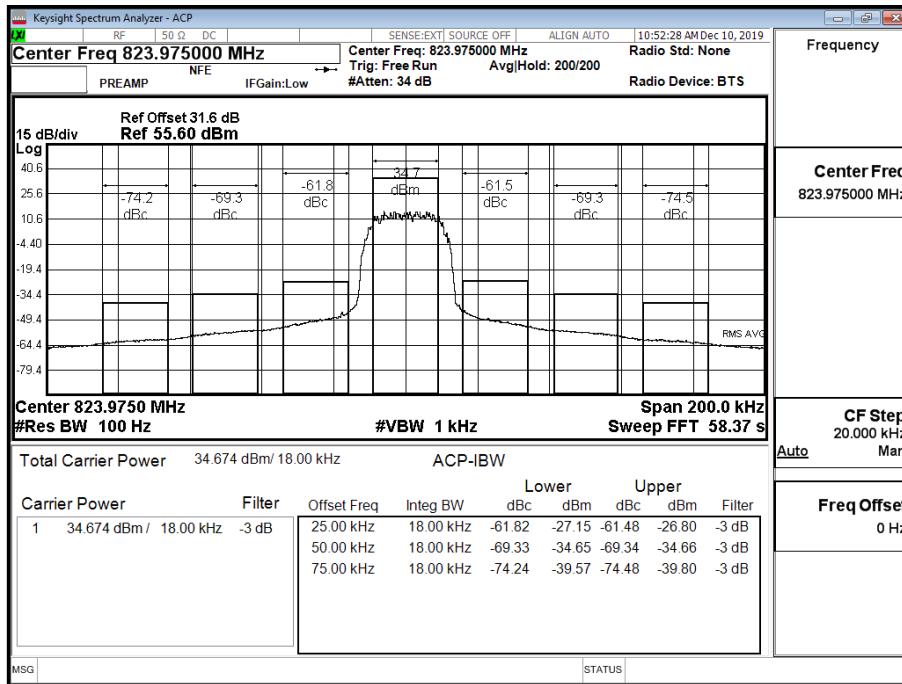 Keysight Spectrum Analyzer - ACP
LXI RF 50 Ω DC SENSE:EXT SOURCE OFF ALIGN AUTO 10:52:28 AM Dec 10, 2019
Center Freq 823.975000 MHz Center Freq: 823.975000 MHz Radio Std: None
NFE Trig: Free Run Avg|Hold: 200/200
PREAMP IFGain:Low #Atten: 34 dB Radio Device: BTS
Ref Offset 31.6 dB
15 dB/div Ref 55.60 dBm
Log
40.6
25.6
10.6
-4.40
-19.4
-34.4
-49.4
-64.4
-79.4
-74.2 dBc
-69.3 dBc
-61.8 dBc
34.7 dBm
-61.5 dBc
-69.3 dBc
-74.5 dBc
RMS AVG
Center 823.9750 MHz Span 200.0 kHz
#Res BW 100 Hz #VBW 1 kHz Sweep FFT 58.37 s
Total Carrier Power 34.674 dBm/ 18.00 kHz ACP-IBW
Lower Upper
Carrier Power Filter Offset Freq Integ BW dBc dBm dBc dBm Filter
1 34.674 dBm / 18.00 kHz -3 dB 25.00 kHz 18.00 kHz -61.82 -27.15 -61.48 -26.80 -3 dB
50.00 kHz 18.00 kHz -69.33 -34.65 -69.34 -34.66 -3 dB
75.00 kHz 18.00 kHz -74.24 -39.57 -74.48 -39.80 -3 dB
MSG STATUS
Frequency
Center Freq
823.975000 MHz
CF Step
20.000 kHz
Auto Man
Freq Offset
0 Hz